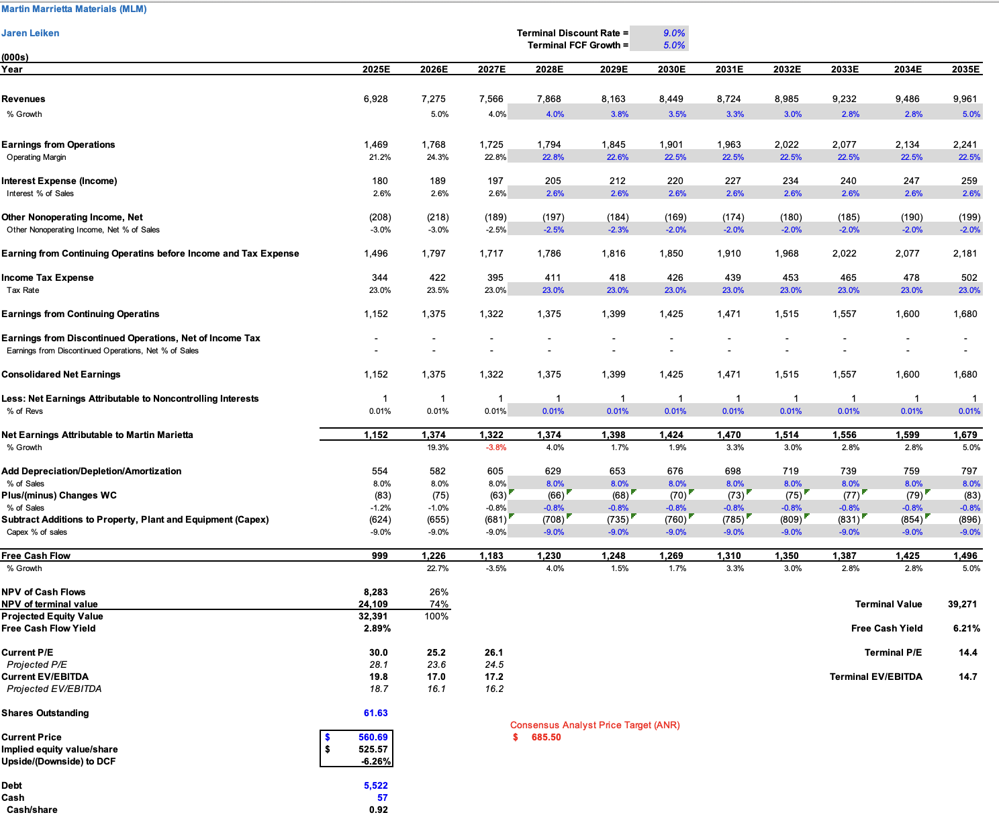 Martin Marrietta Materials (MLM)
Jaren Leiken
Terminal Discount Rate = 9.0%
Terminal FCF Growth = 5.0%
(000s)
Year 2025E 2026E 2027E 2028E 2029E 2030E 2031E 2032E 2033E 2034E 2035E
Revenues 6,928 7,275 7,566 7,868 8,163 8,449 8,724 8,985 9,232 9,486 9,961
% Growth 5.0% 4.0% 4.0% 3.8% 3.5% 3.3% 3.0% 2.8% 2.8% 5.0%
Earnings from Operations 1,469 1,768 1,725 1,794 1,845 1,901 1,963 2,022 2,077 2,134 2,241
Operating Margin 21.2% 24.3% 22.8% 22.8% 22.6% 22.5% 22.5% 22.5% 22.5% 22.5% 22.5%
Interest Expense (Income) 180 189 197 205 212 220 227 234 240 247 259
Interest % of Sales 2.6% 2.6% 2.6% 2.6% 2.6% 2.6% 2.6% 2.6% 2.6% 2.6% 2.6%
Other Nonoperating Income, Net (208) (218) (189) (197) (184) (169) (174) (180) (185) (190) (199)
Other Nonoperating Income, Net % of Sales -3.0% -3.0% -2.5% -2.5% -2.3% -2.0% -2.0% -2.0% -2.0% -2.0% -2.0%
Earning from Continuing Operatins before Income and Tax Expense 1,496 1,797 1,717 1,786 1,816 1,850 1,910 1,968 2,022 2,077 2,181
Income Tax Expense 344 422 395 411 418 426 439 453 465 478 502
Tax Rate 23.0% 23.5% 23.0% 23.0% 23.0% 23.0% 23.0% 23.0% 23.0% 23.0% 23.0%
Earnings from Continuing Operatins 1,152 1,375 1,322 1,375 1,399 1,425 1,471 1,515 1,557 1,600 1,680
Earnings from Discontinued Operations, Net of Income Tax - - - - - - - - - - -
Earnings from Discontinued Operations, Net % of Sales - - - - - - - - - - -
Consolidared Net Earnings 1,152 1,375 1,322 1,375 1,399 1,425 1,471 1,515 1,557 1,600 1,680
Less: Net Earnings Attributable to Noncontrolling Interests 1 1 1 1 1 1 1 1 1 1 1
% of Revs 0.01% 0.01% 0.01% 0.01% 0.01% 0.01% 0.01% 0.01% 0.01% 0.01% 0.01%
Net Earnings Attributable to Martin Marietta 1,152 1,374 1,322 1,374 1,398 1,424 1,470 1,514 1,556 1,599 1,679
% Growth 19.3% -3.8% 4.0% 1.7% 1.9% 3.3% 3.0% 2.8% 2.8% 5.0%
Add Depreciation/Depletion/Amortization 554 582 605 629 653 676 698 719 739 759 797
% of Sales 8.0% 8.0% 8.0% 8.0% 8.0% 8.0% 8.0% 8.0% 8.0% 8.0% 8.0%
Plus/(minus) Changes WC (83) (75) (63) (66) (68) (70) (73) (75) (77) (79) (83)
% of Sales -1.2% -1.0% -0.8% -0.8% -0.8% -0.8% -0.8% -0.8% -0.8% -0.8% -0.8%
Subtract Additions to Property, Plant and Equipment (Capex) (624) (655) (681) (708) (735) (760) (785) (809) (831) (854) (896)
Capex % of sales -9.0% -9.0% -9.0% -9.0% -9.0% -9.0% -9.0% -9.0% -9.0% -9.0% -9.0%
Free Cash Flow 999 1,226 1,183 1,230 1,248 1,269 1,310 1,350 1,387 1,425 1,496
% Growth 22.7% -3.5% 4.0% 1.5% 1.7% 3.3% 3.0% 2.8% 2.8% 5.0%
NPV of Cash Flows 8,283 26%
NPV of terminal value 24,109 74% Terminal Value 39,271
Projected Equity Value 32,391 100%
Free Cash Flow Yield 2.89% Free Cash Yield 6.21%
Current P/E 30.0 25.2 26.1 Terminal P/E 14.4
Projected P/E 28.1 23.6 24.5
Current EV/EBITDA 19.8 17.0 17.2 Terminal EV/EBITDA 14.7
Projected EV/EBITDA 18.7 16.1 16.2
Shares Outstanding 61.63
Consensus Analyst Price Target (ANR)
Current Price $ 560.69 $ 685.50
Implied equity value/share $ 525.57
Upside/(Downside) to DCF -6.26%
Debt 5,522
Cash 57
Cash/share 0.92